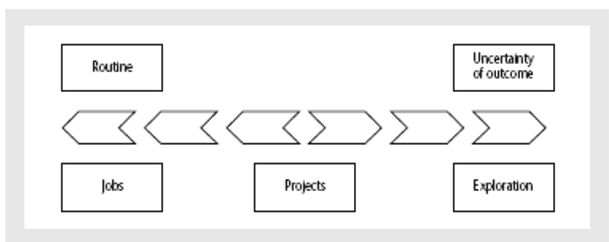 Routine
Uncertainty
of outcome
Jobs
Projects
Exploration